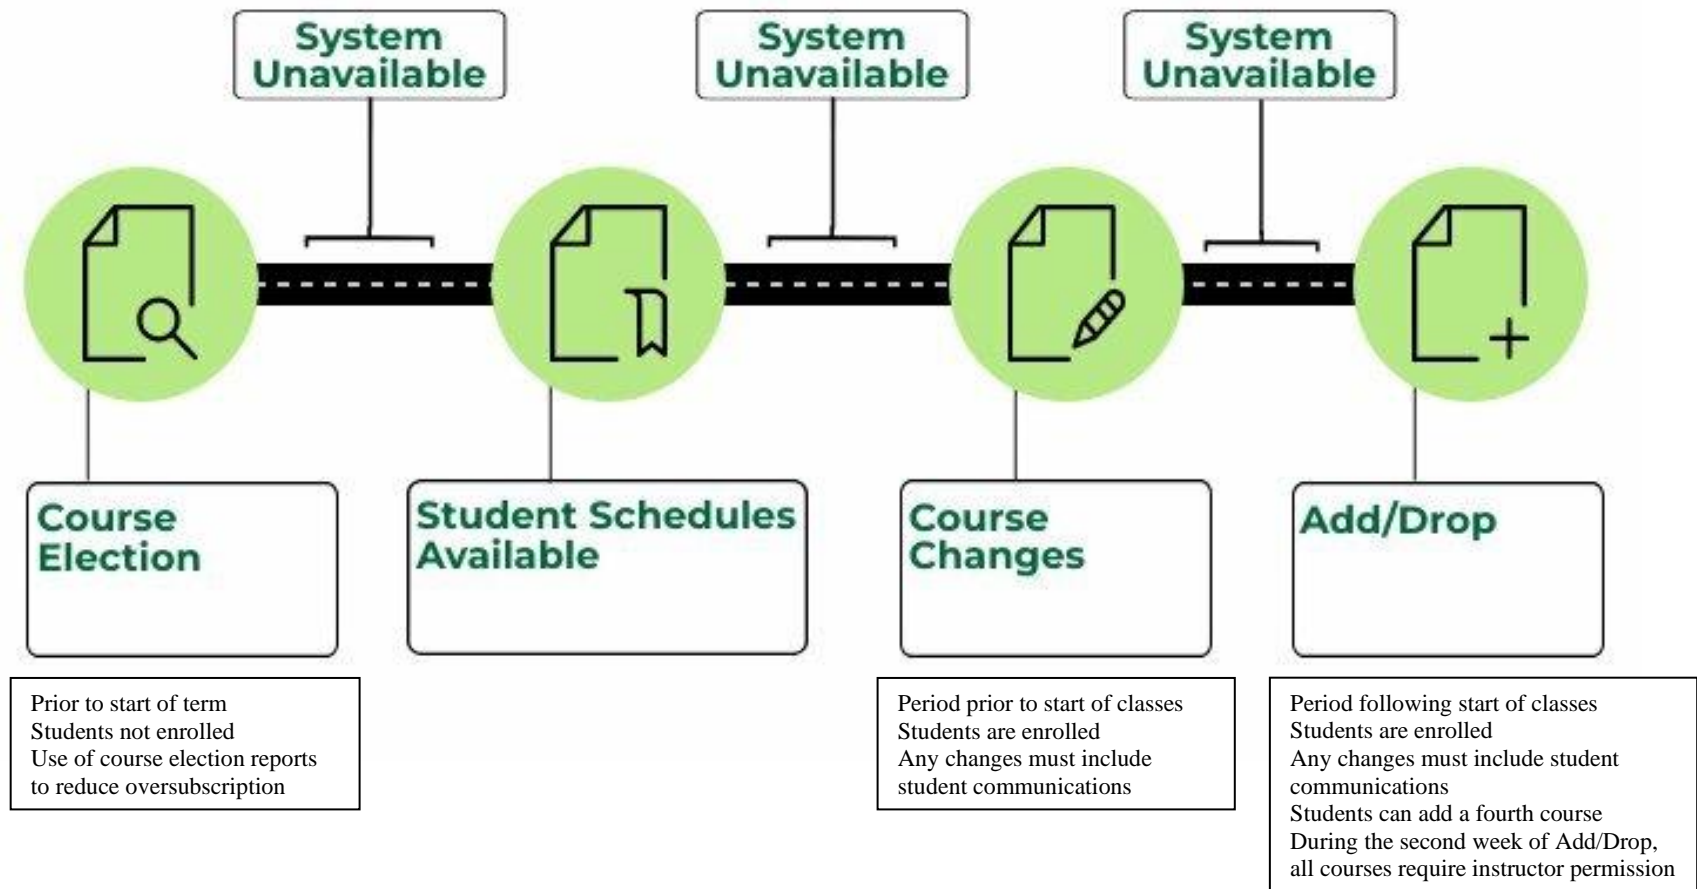 System
Unavailable
System
Unavailable
System
Unavailable
Course
Election
Student Schedules
Available
Course
Changes
Add/Drop
Prior to start of term
Students not enrolled
Use of course election reports
to reduce oversubscription
Period prior to start of classes
Students are enrolled
Any changes must include
student communications
Period following start of classes
Students are enrolled
Any changes must include student
communications
Students can add a fourth course
During the second week of Add/Drop,
all courses require instructor permission